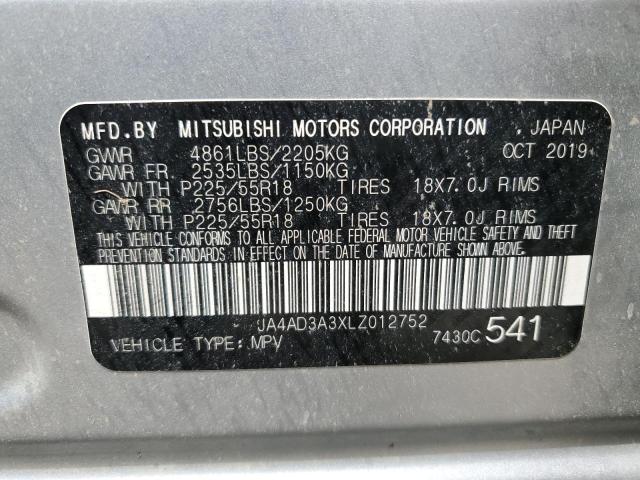 MFD.BY MITSUBISHI MOTORS CORPORATION . JAPAN
GVWR 4861LBS/2205KG OCT 2019
GAWR FR. 2535LBS/1150KG
WITH P225/55R18 TIRES 18X7.0J RIMS
GAWR RR 2756LBS/1250KG
WITH P225/55R18 TIRES 18X7.0J RIMS
THIS VEHICLE CONFORMS TO ALL APPLICABLE FEDERAL MOTOR VEHICLE SAFETY AND THEFT
PREVENTION STANDARDS IN EFFECT ON THE DATE OF MANUFACTURE SHOWN ABOVE.
JA4AD3A3XLZ012752
VEHICLE TYPE: MPV 7430C 541